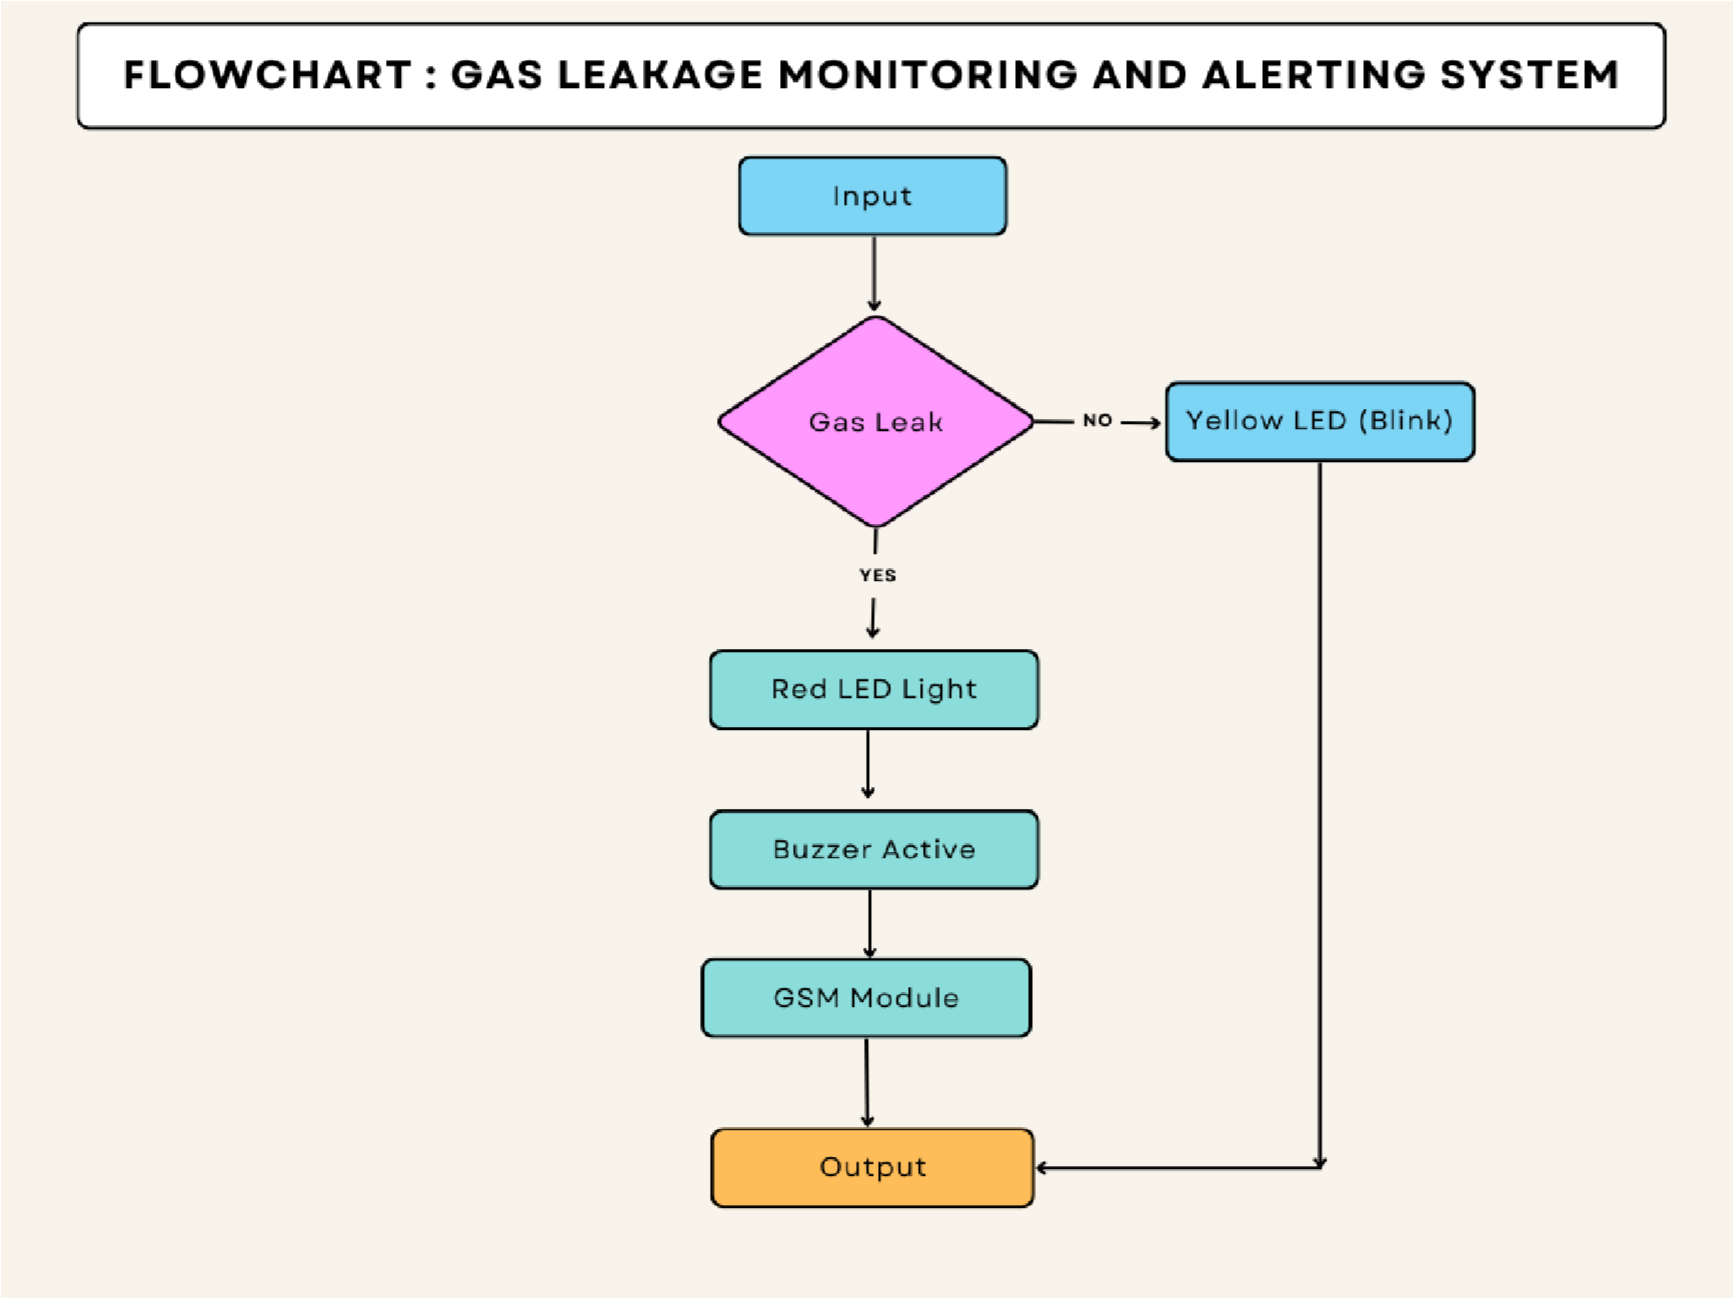 FLOWCHART : GAS LEAKAGE MONITORING AND ALERTING SYSTEM
Input
Gas Leak
NO
Yellow LED (Blink)
YES
Red LED Light
Buzzer Active
GSM Module
Output